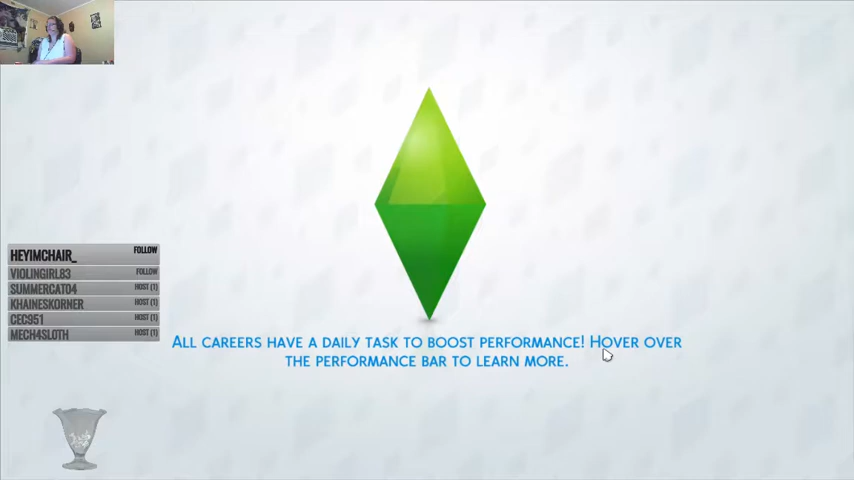 HEYIMCHAIR_ FOLLOW
VIOLINGIRL83 FOLLOW
SUMMERCAT04 HOST (1)
KHAINESKORNER HOST (1)
CEC951 HOST (1)
MECH4SLOTH HOST (1)
ALL CAREERS HAVE A DAILY TASK TO BOOST PERFORMANCE! HOVER OVER
THE PERFORMANCE BAR TO LEARN MORE.